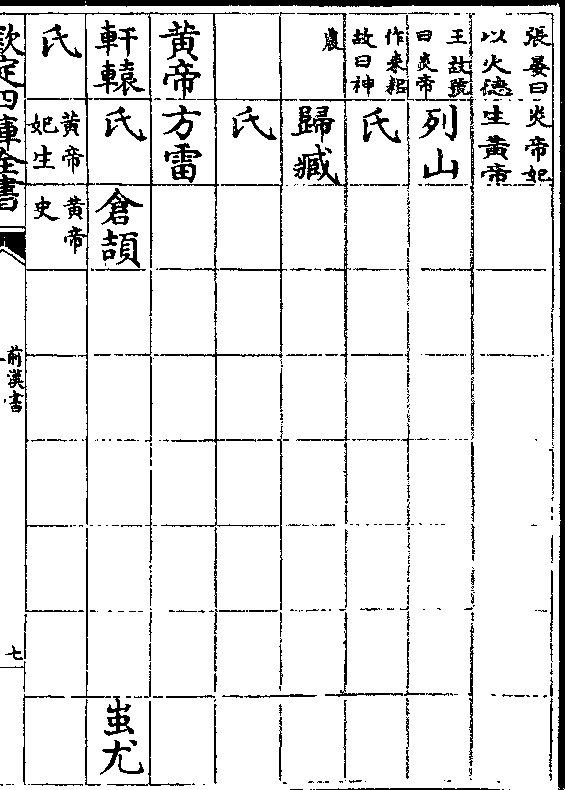 張晏曰
以火德
王故號
曰炎帝
作耒耜
故曰神
農
黃帝
軒轅
氏
炎帝妃
生黃帝
列山
氏
歸臧
氏
方雷
氏
黃帝
妃生
倉頡
黃帝
史
蚩尤
欽定四庫全書
前漢書
七